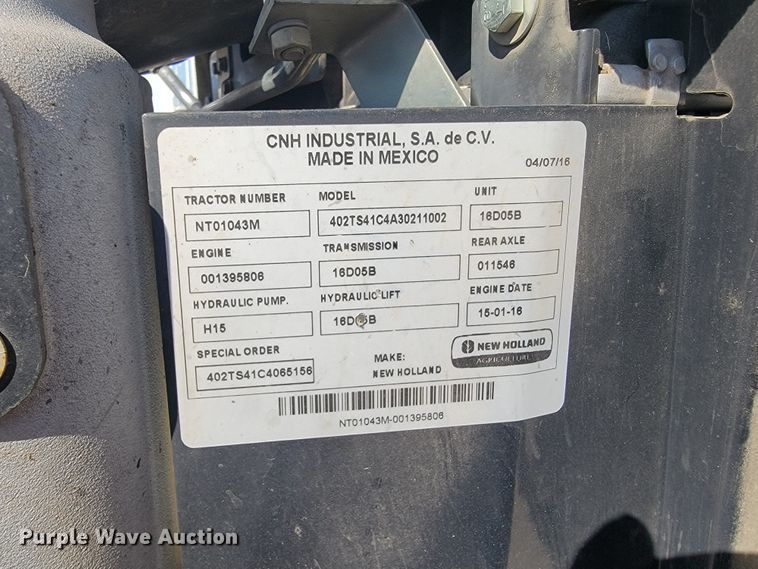 CNH INDUSTRIAL, S.A. de C.V.
MADE IN MEXICO
04/07/16
TRACTOR NUMBER MODEL UNIT
NT01043M 402TS41C4A30211002 16D05B
ENGINE TRANSMISSION REAR AXLE
001395806 16D05B 011546
HYDRAULIC PUMP. HYDRAULIC LIFT ENGINE DATE
H15 16D05B 15-01-16
SPECIAL ORDER MAKE: NEW HOLLAND
402TS41C4065156 NEW HOLLAND AGRICULTURE
NT01043M-001395806
Purple Wave Auction